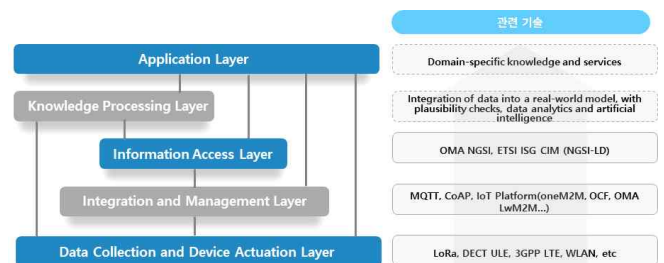 관련 기술
Application Layer
Domain-specific knowledge and services
Knowledge Processing Layer
Integration of data into a real-world model, with
plausibility checks, data analytics and artificial
intelligence
Information Access Layer
OMA NGSI, ETSI ISG CIM (NGSI-LD)
Integration and Management Layer
MQTT, CoAP, IoT Platform(oneM2M, OCF, OMA
LwM2M...)
Data Collection and Device Actuation Layer
LoRa, DECT ULE, 3GPP LTE, WLAN, etc